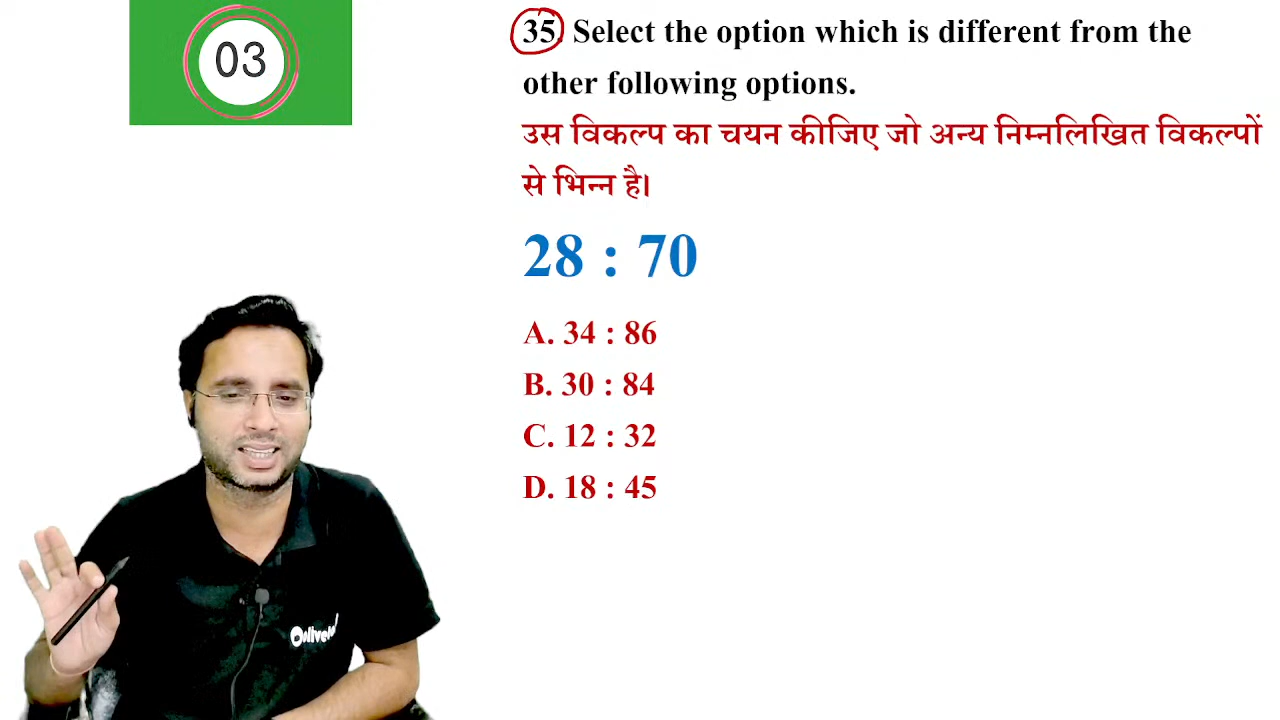 03
35. Select the option which is different from the
other following options.
उस विकल्प का चयन कीजिए जो अन्य निम्नलिखित विकल्पों
से भिन्न है।
28 : 70
A. 34 : 86
B. 30 : 84
C. 12 : 32
D. 18 : 45